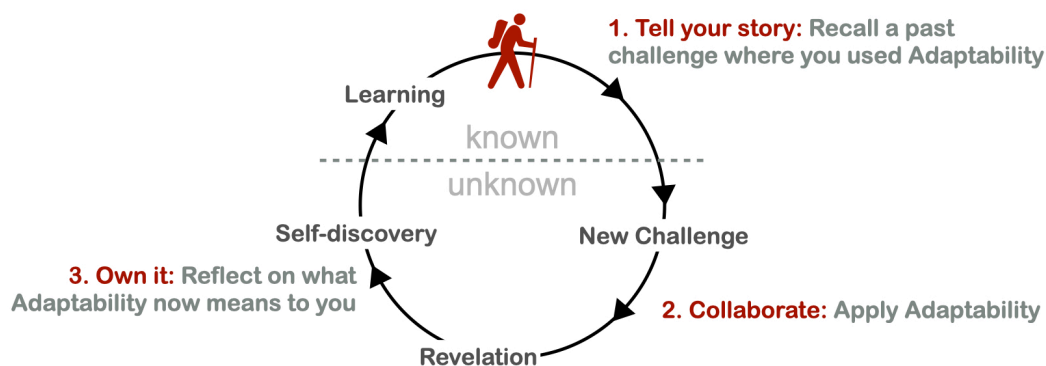 1. Tell your story: Recall a past
challenge where you used Adaptability
Learning
known
unknown
Self-discovery
New Challenge
3. Own it: Reflect on what
Adaptability now means to you
2. Collaborate: Apply Adaptability
Revelation